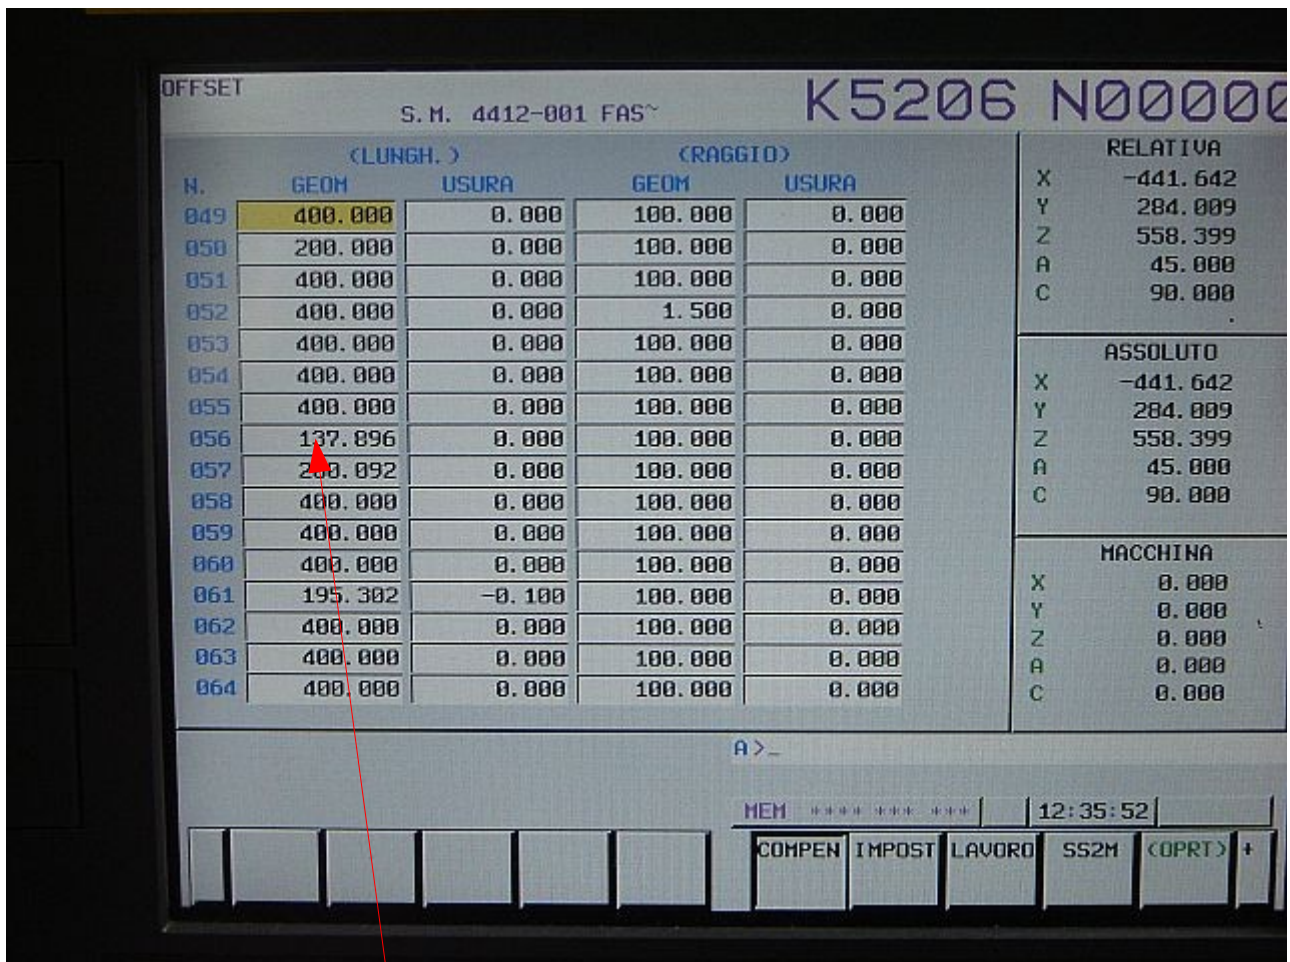 OFFSET
K5206 N00000
S.M. 4412-001 FAS~
(LUNGH.) (RAGGIO)
N. GEOM USURA GEOM USURA
049 400.000 0.000 100.000 0.000
050 200.000 0.000 100.000 0.000
051 400.000 0.000 100.000 0.000
052 400.000 0.000 1.500 0.000
053 400.000 0.000 100.000 0.000
054 400.000 0.000 100.000 0.000
055 400.000 0.000 100.000 0.000
056 137.896 0.000 100.000 0.000
057 200.092 0.000 100.000 0.000
058 400.000 0.000 100.000 0.000
059 400.000 0.000 100.000 0.000
060 400.000 0.000 100.000 0.000
061 195.302 -0.100 100.000 0.000
062 400.000 0.000 100.000 0.000
063 400.000 0.000 100.000 0.000
064 400.000 0.000 100.000 0.000
RELATIVA
X -441.642
Y 284.009
Z 558.399
A 45.000
C 90.000
ASSOLUTO
X -441.642
Y 284.009
Z 558.399
A 45.000
C 90.000
MACCHINA
X 0.000
Y 0.000
Z 0.000
A 0.000
C 0.000
A>_
MEM **** *** *** 12:35:52
COMPEN IMPOST LAVORO SS2M (OPRT) +